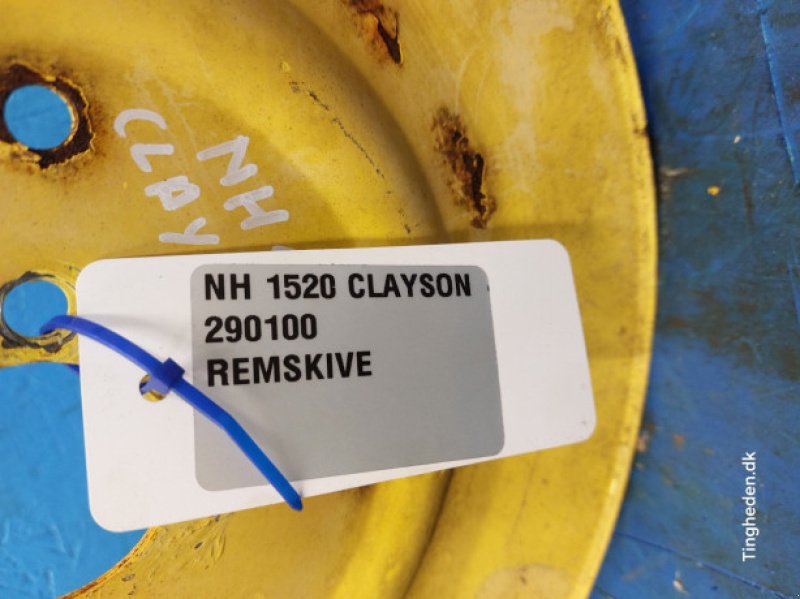 CLAY
NH
NH 1520 CLAYSON
290100
REMSKIVE
Tingheden.dk